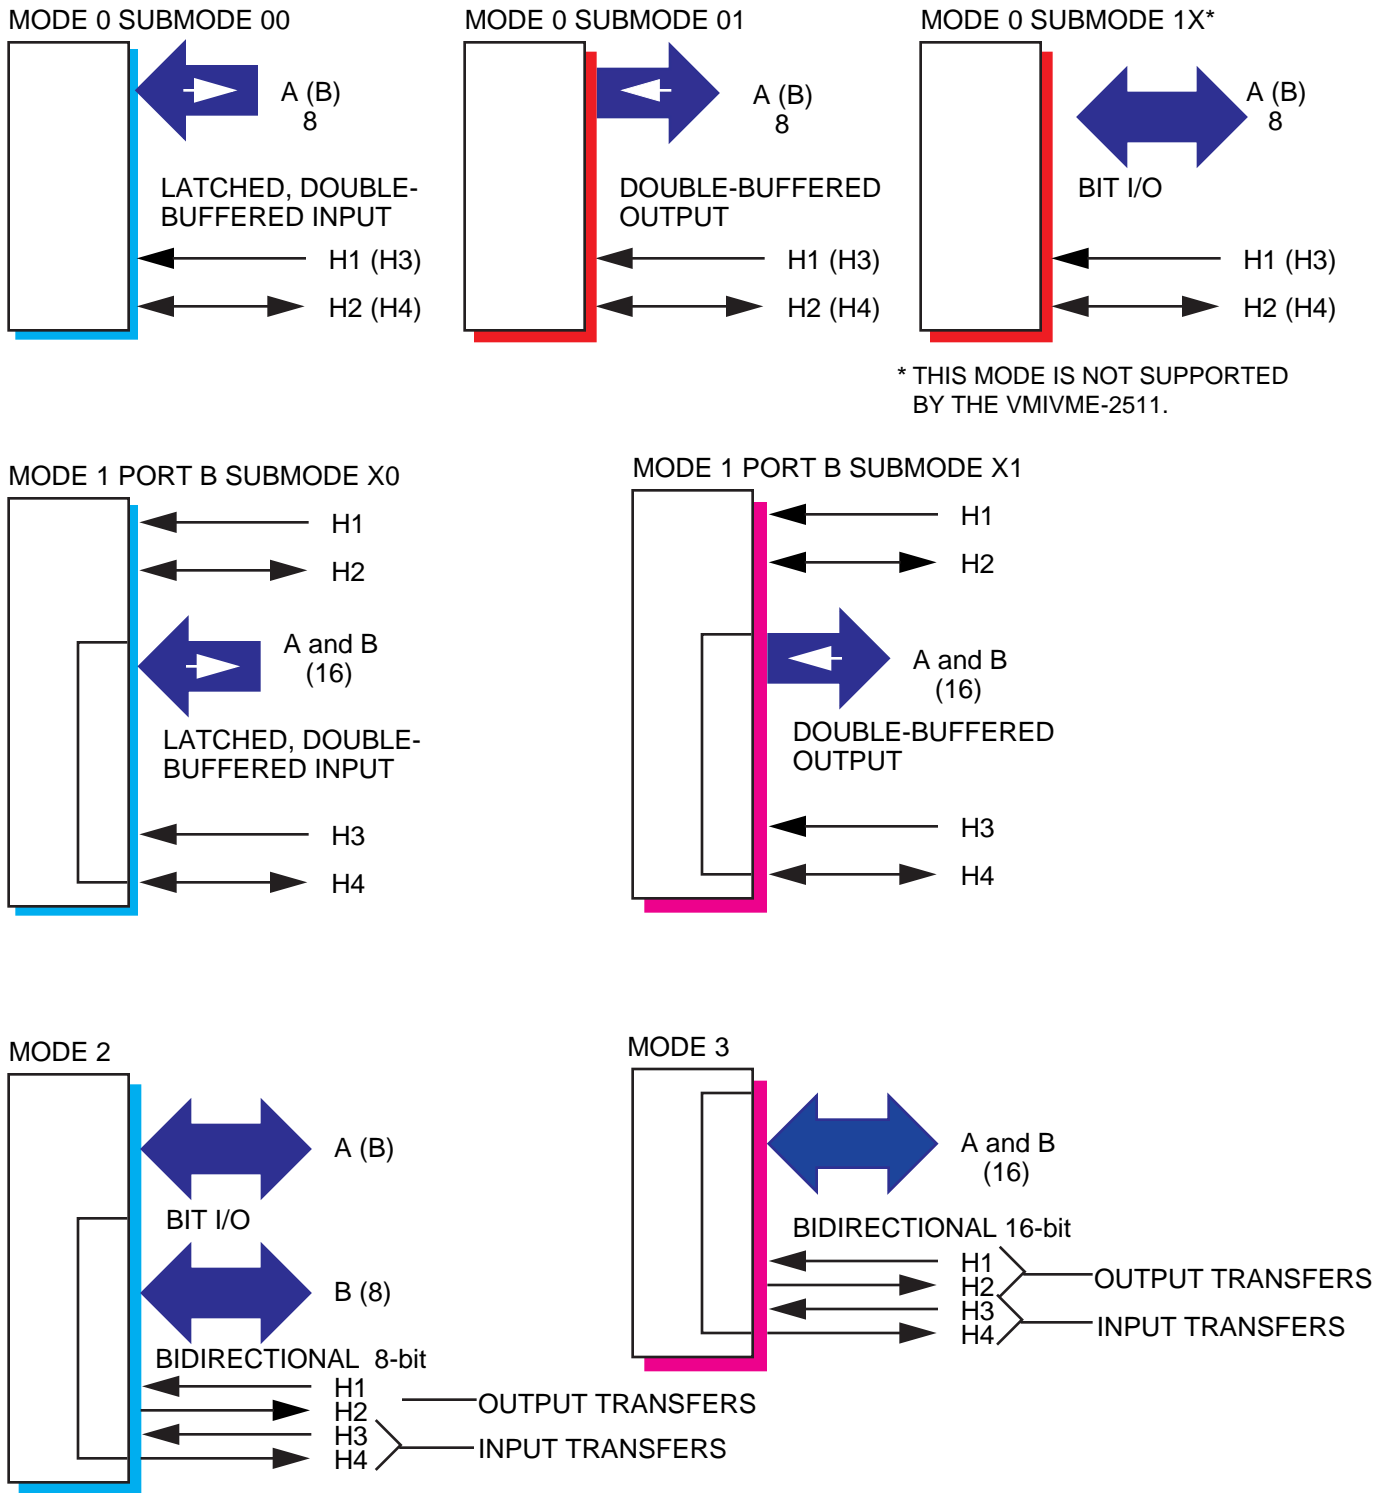 MODE 0 SUBMODE 00
A (B)
8
LATCHED, DOUBLE-
BUFFERED INPUT
H1 (H3)
H2 (H4)
MODE 0 SUBMODE 01
A (B)
8
DOUBLE-BUFFERED
OUTPUT
H1 (H3)
H2 (H4)
MODE 0 SUBMODE 1X*
A (B)
8
BIT I/O
H1 (H3)
H2 (H4)
* THIS MODE IS NOT SUPPORTED
BY THE VMIVME-2511.
MODE 1 PORT B SUBMODE X0
H1
H2
A and B
(16)
LATCHED, DOUBLE-
BUFFERED INPUT
H3
H4
MODE 1 PORT B SUBMODE X1
H1
H2
A and B
(16)
DOUBLE-BUFFERED
OUTPUT
H3
H4
MODE 2
A (B)
BIT I/O
B (8)
BIDIRECTIONAL 8-bit
H1
H2
OUTPUT TRANSFERS
H3
H4
INPUT TRANSFERS
MODE 3
A and B
(16)
BIDIRECTIONAL 16-bit
H1
H2
OUTPUT TRANSFERS
H3
H4
INPUT TRANSFERS